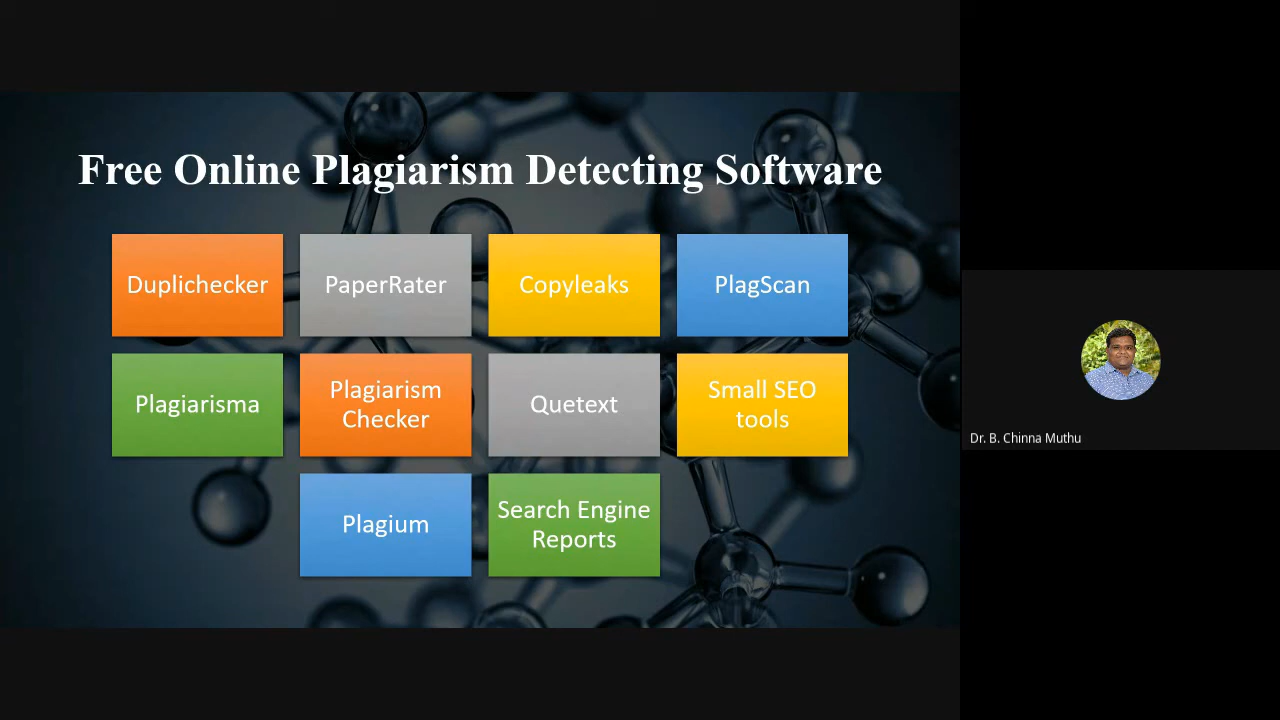 Free Online Plagiarism Detecting Software
Duplichecker
PaperRater
Copyleaks
PlagScan
Plagiarisma
Plagiarism
Checker
Quetext
Small SEO
tools
Plagium
Search Engine
Reports
Dr. B. Chinna Muthu